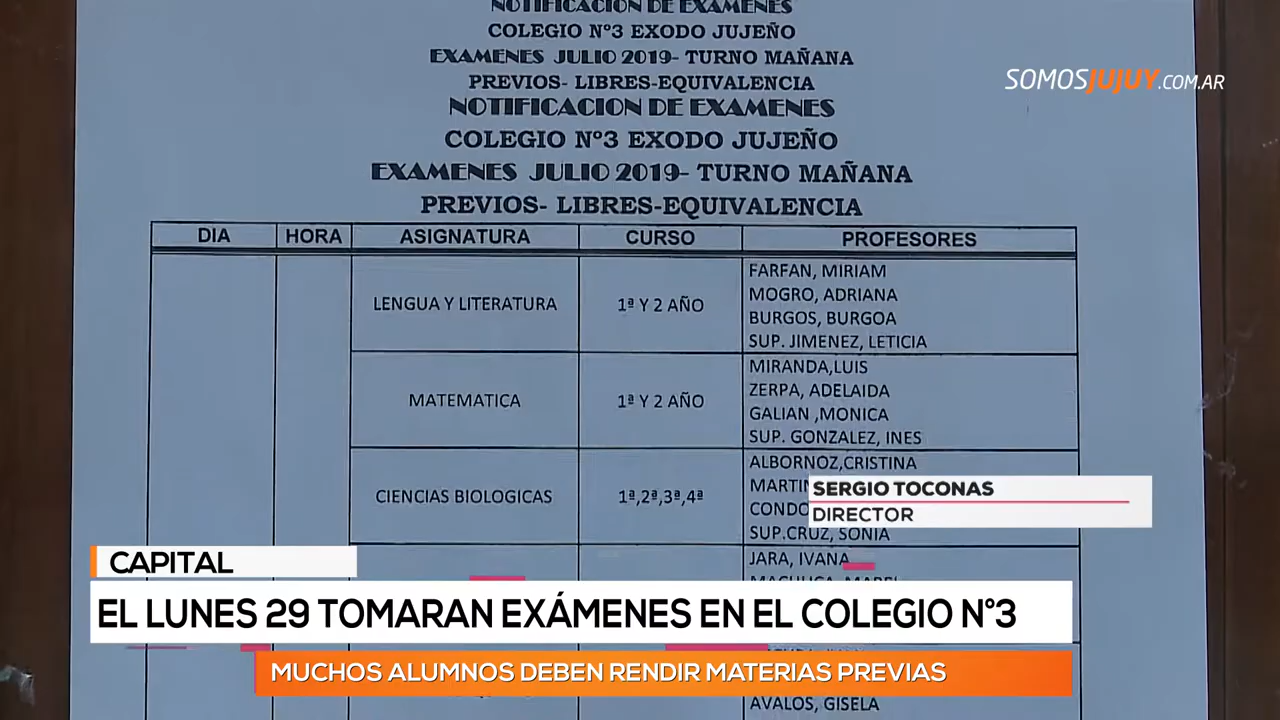 NOTIFICACION DE EXAMENES
COLEGIO N°3 EXODO JUJEÑO
EXAMENES JULIO 2019- TURNO MAÑANA
PREVIOS- LIBRES-EQUIVALENCIA
SOMOSJUJUY.COM.AR
NOTIFICACION DE EXAMENES
COLEGIO N°3 EXODO JUJEÑO
EXAMENES JULIO 2019- TURNO MAÑANA
PREVIOS- LIBRES-EQUIVALENCIA
DIA HORA ASIGNATURA CURSO PROFESORES
LENGUA Y LITERATURA 1ª Y 2 AÑO
FARFAN, MIRIAM
MOGRO, ADRIANA
BURGOS, BURGOA
SUP. JIMENEZ, LETICIA
MATEMATICA 1ª Y 2 AÑO
MIRANDA,LUIS
ZERPA, ADELAIDA
GALIAN ,MONICA
SUP. GONZALEZ, INES
CIENCIAS BIOLOGICAS 1ª,2ª,3ª,4ª
ALBORNOZ,CRISTINA
SUP.CRUZ, SONIA
SERGIO TOCONAS
DIRECTOR
JARA, IVANA
CAPITAL
EL LUNES 29 TOMARAN EXÁMENES EN EL COLEGIO N°3
MUCHOS ALUMNOS DEBEN RENDIR MATERIAS PREVIAS
AVALOS, GISELA